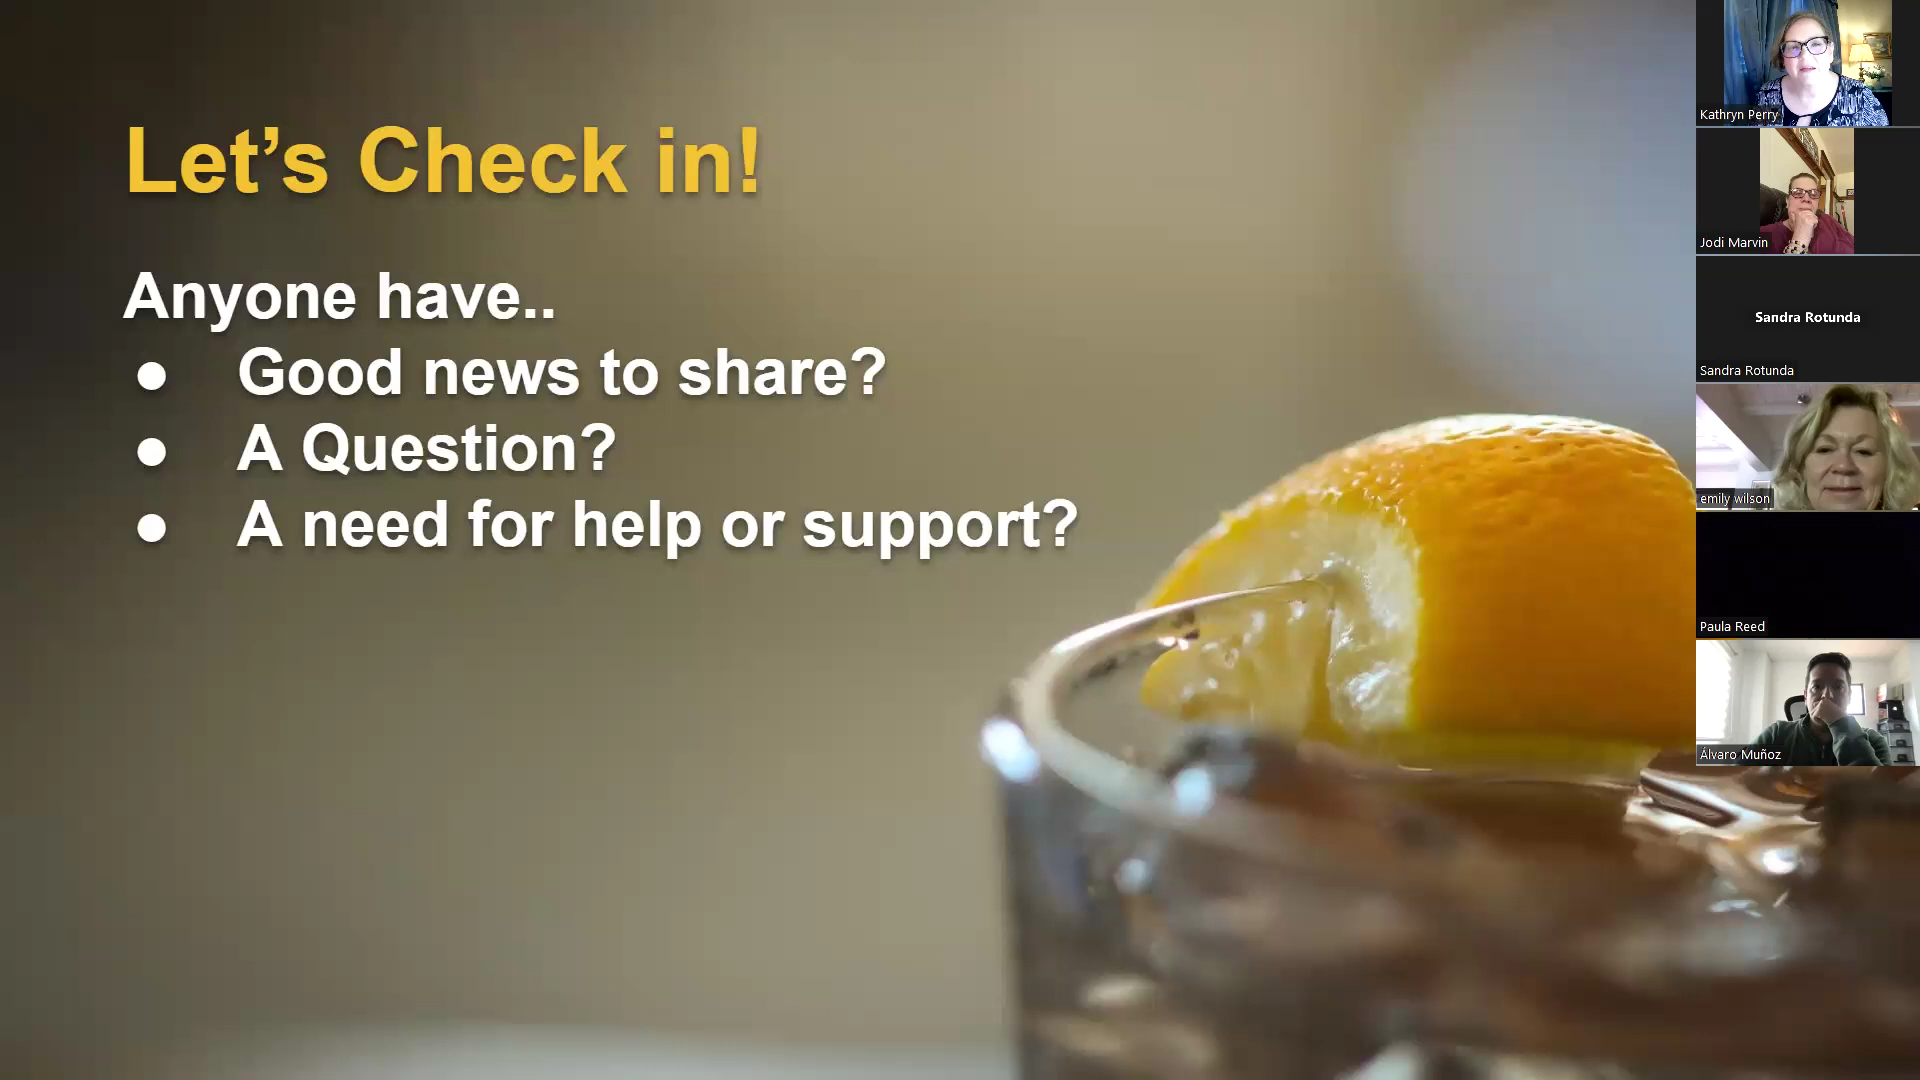 Let's Check in!
Anyone have..
● Good news to share?
● A Question?
● A need for help or support?
Kathryn Perry
Jodi Marvin
Sandra Rotunda
Sandra Rotunda
emily wilson
Paula Reed
Álvaro Muñoz